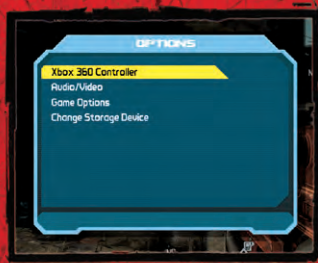 OPTIONS
Xbox 360 Controller
Audio/Video
Game Options
Change Storage Device